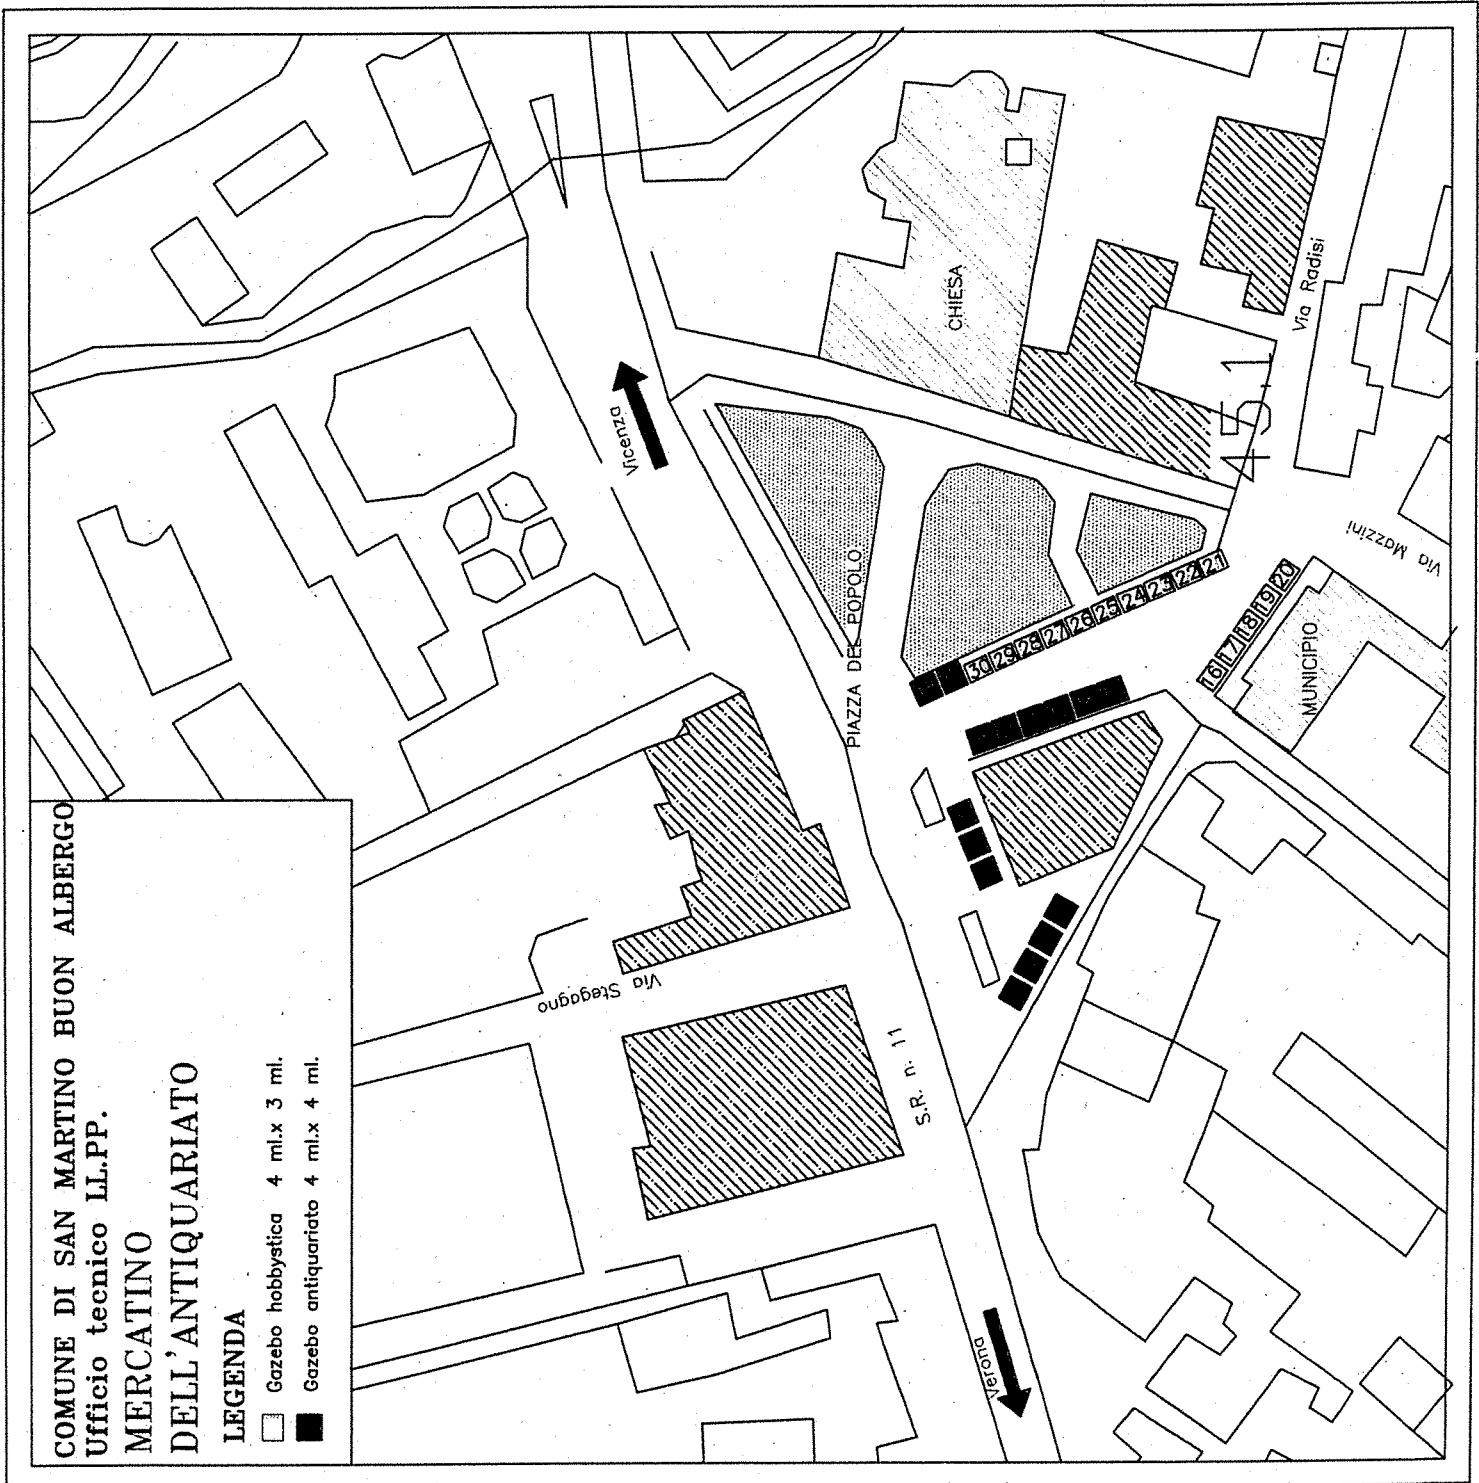 COMUNE DI SAN MARTINO BUON ALBERGO
Ufficio tecnico LL.PP.
MERCATINO
DELL'ANTIQUARIATO
LEGENDA
Gazebo hobbystica 4 ml.x 3 ml.
Gazebo antiquariato 4 ml.x 4 ml.
Vicenza
CHIESA
Via Radisi
45,1
Via Mazzini
PIAZZA DEL POPOLO
30 29 28 27 26 25 24 23 22 21
16 17 18 19 20
MUNICIPIO
Via Stegagno
S.R. n. 11
Verona